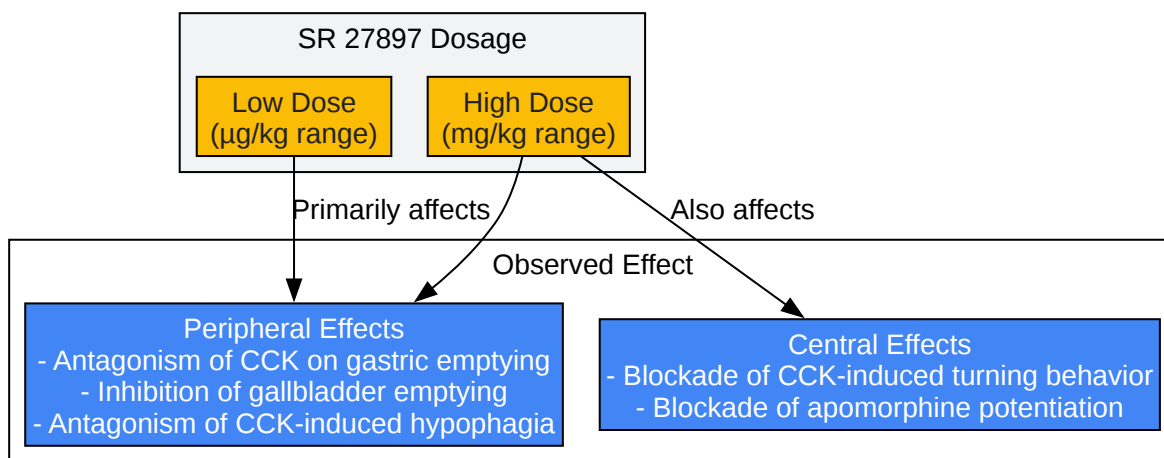 SR 27897 Dosage
Low Dose
(µg/kg range)
High Dose
(mg/kg range)
Primarily affects
Also affects
Observed Effect
Peripheral Effects
- Antagonism of CCK on gastric emptying
- Inhibition of gallbladder emptying
- Antagonism of CCK-induced hypophagia
Central Effects
- Blockade of CCK-induced turning behavior
- Blockade of apomorphine potentiation